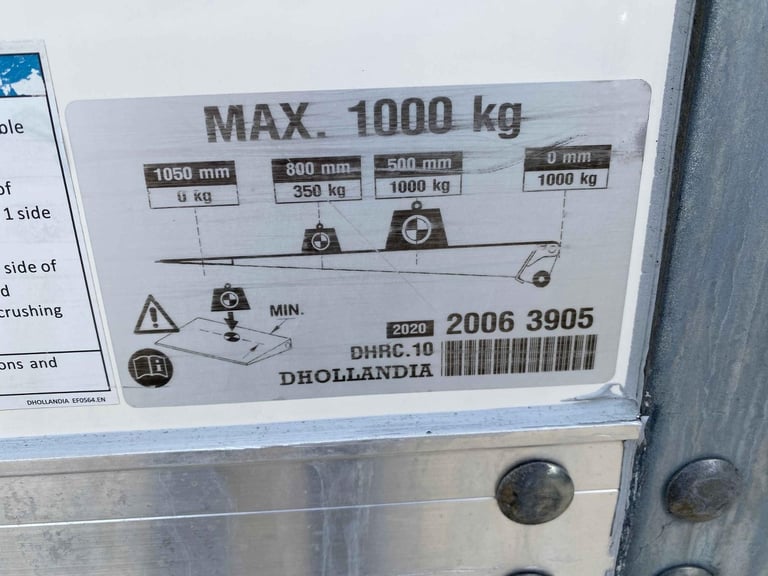 ole
of
1 side
side of
d
crushing
ons and
DHOLLANDIA EF0564.EN
MAX. 1000 kg
1050 mm
0 kg
800 mm
350 kg
500 mm
1000 kg
0 mm
1000 kg
MIN.
2020 2006 3905
DHRC.10
DHOLLANDIA